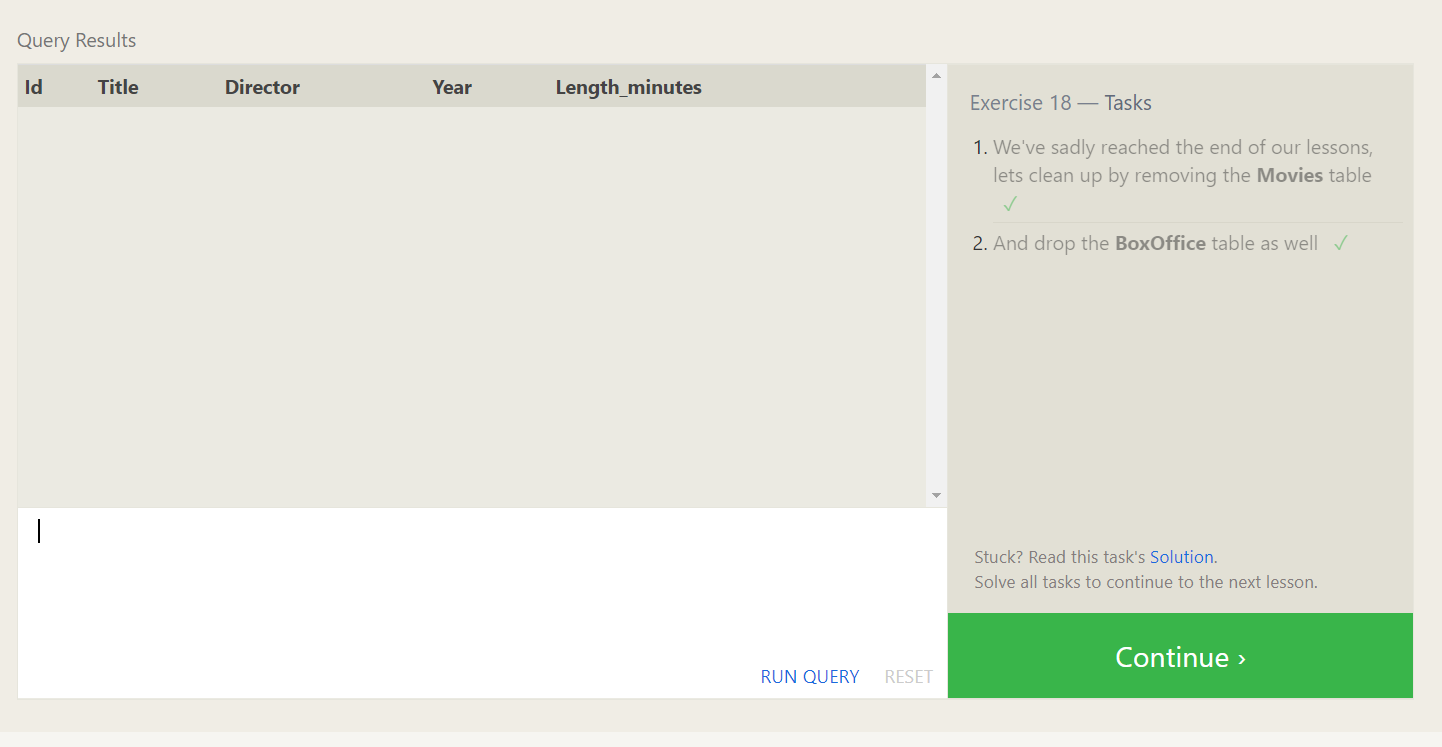 Query Results
Id Title Director Year Length_minutes
Exercise 18 — Tasks
1. We've sadly reached the end of our lessons,
lets clean up by removing the Movies table
✓
2. And drop the BoxOffice table as well ✓
Stuck? Read this task's Solution.
Solve all tasks to continue to the next lesson.
RUN QUERY RESET
Continue ›